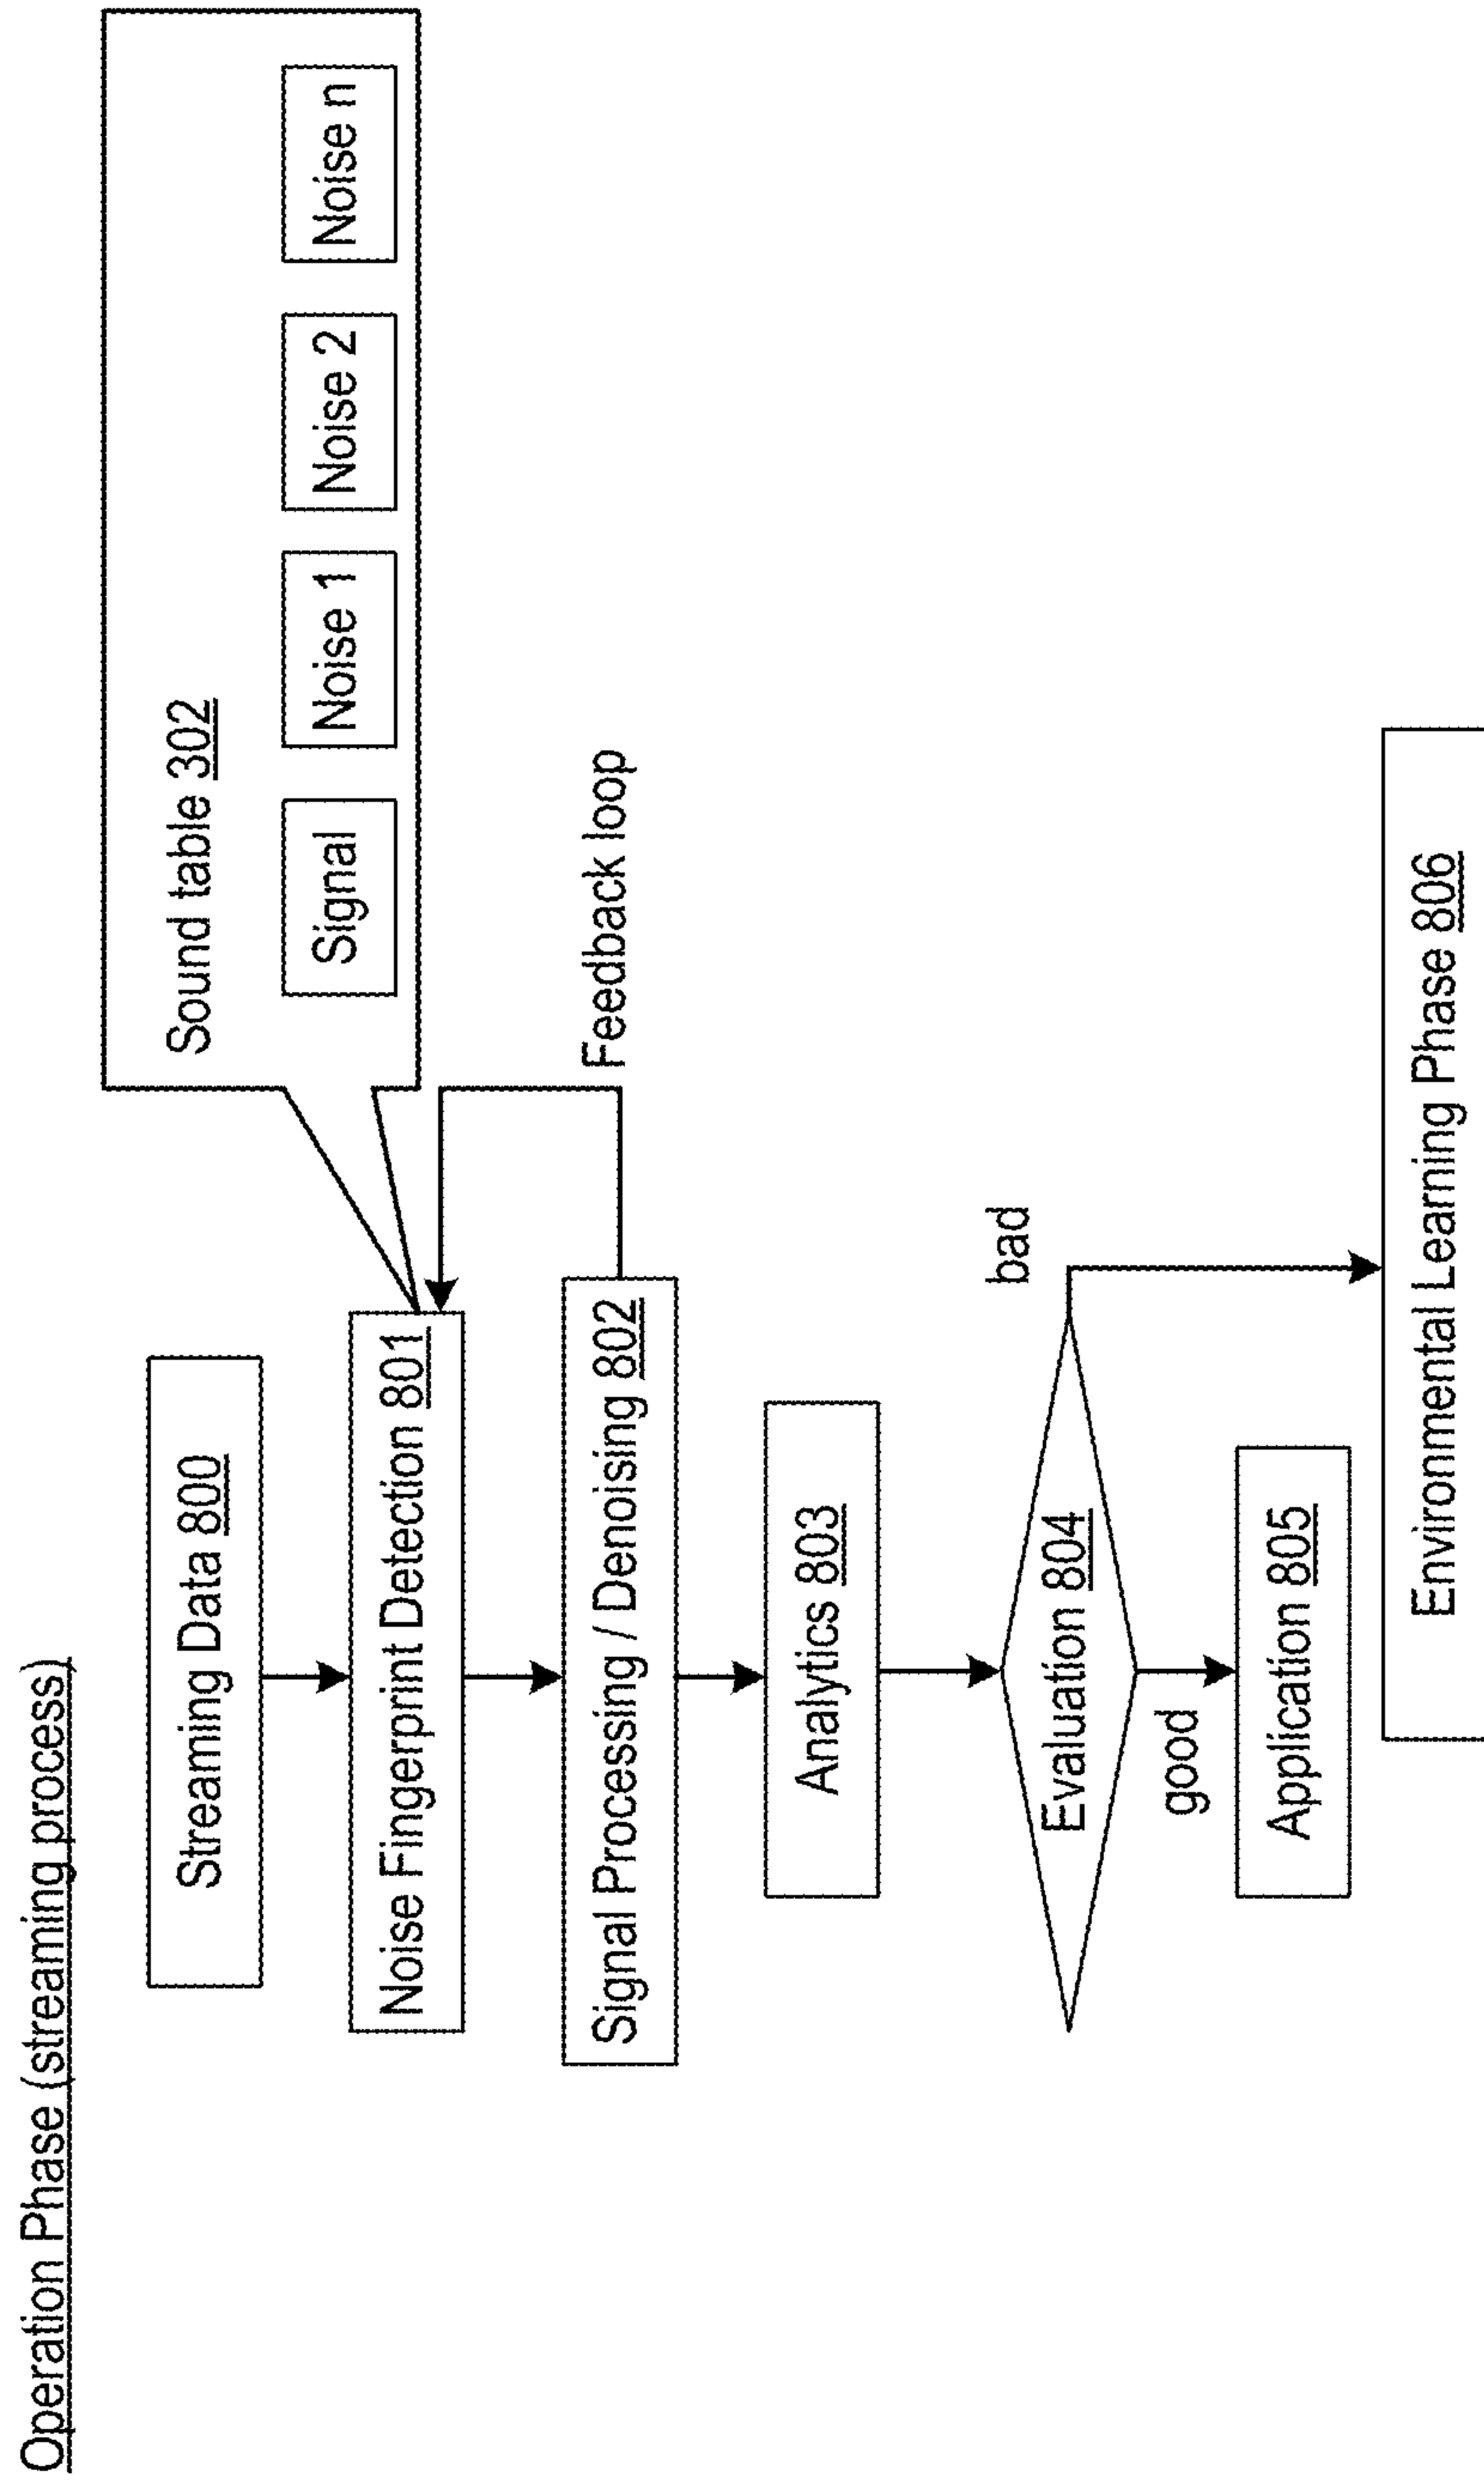 Operation Phase (streaming process)
Streaming Data 800
Sound table 302
Signal
Noise 1
Noise 2
Noise n
Noise Fingerprint Detection 801
Feedback loop
Signal Processing / Denoising 802
Analytics 803
Evaluation 804
bad
good
Application 805
Environmental Learning Phase 806